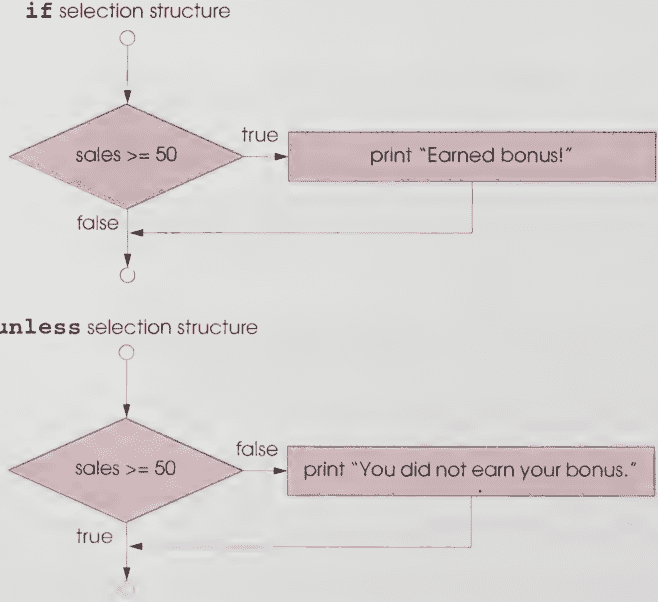 if selection structure
true
sales >= 50
print "Earned bonus!"
false
unless selection structure
false
sales >= 50
print "You did not earn your bonus."
true